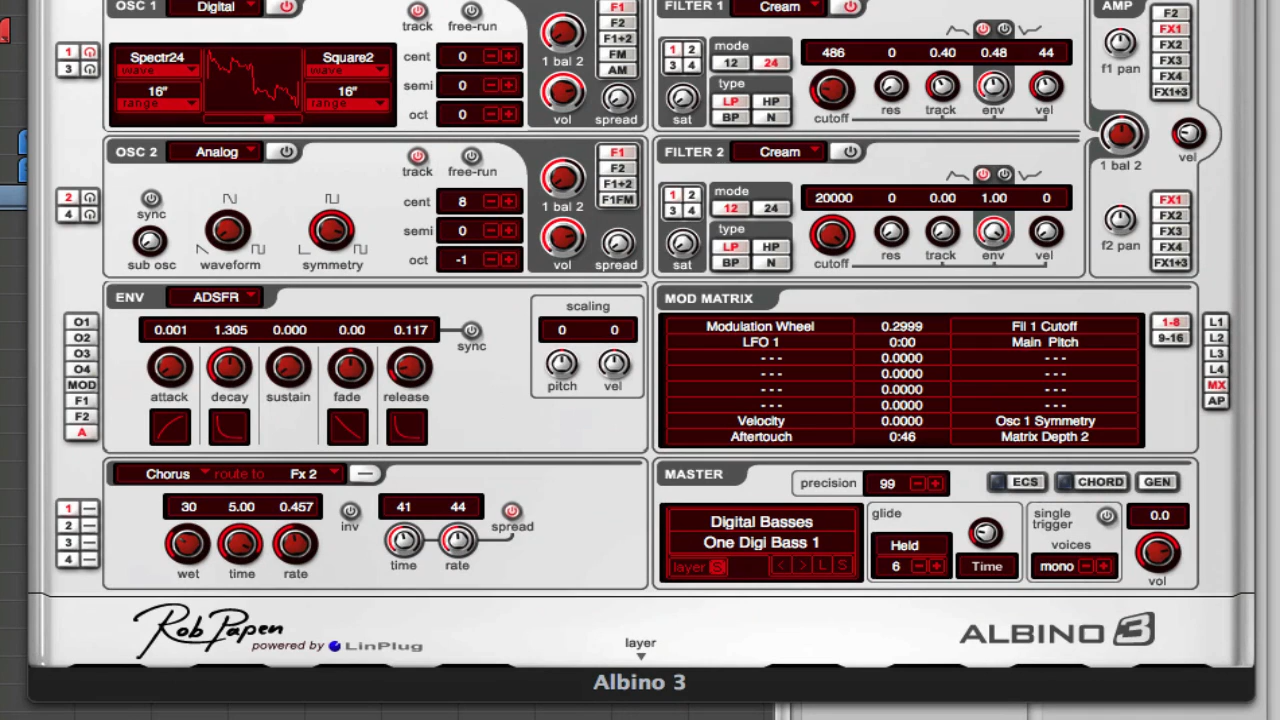 OSC 1 Digital
track free-run
1 3
Spectr24 wave Square2 wave
16" range 16" range
cent 0
semi 0
oct 0
1 bal 2
vol spread
F1
F2
F1+2
FM
AM
FILTER 1 Cream
1 2
3 4
sat
mode
12 24
type
LP HP
BP N
486 0 0.40 0.48 44
cutoff res track env vel
AMP
f1 pan
F2
FX1
FX2
FX3
FX4
FX1+3
1 bal 2
vel
OSC 2 Analog
track free-run
2 4
sync
sub osc waveform symmetry
cent 8
semi 0
oct -1
1 bal 2
vol spread
F1
F2
F1+2
F1FM
FILTER 2 Cream
1 2
3 4
sat
mode
12 24
type
LP HP
BP N
20000 0 0.00 1.00 0
cutoff res track env vel
f2 pan
FX1
FX2
FX3
FX4
FX1+3
ENV ADSFR
O1
O2
O3
O4
MOD
F1
F2
A
0.001 1.305 0.000 0.00 0.117
sync
attack decay sustain fade release
scaling
0 0
pitch vel
MOD MATRIX
Modulation Wheel 0.2999 Fil 1 Cutoff
LFO 1 0:00 Main Pitch
--- 0.0000 ---
--- 0.0000 ---
--- 0.0000 ---
--- 0.0000 ---
Velocity 0.0000 Osc 1 Symmetry
Aftertouch 0:46 Matrix Depth 2
1-8
9-16
L1
L2
L3
L4
MX
AP
Chorus route to Fx 2
1
2
3
4
30 5.00 0.457
inv
41 44
spread
wet time rate
time rate
MASTER
precision 99
ECS CHORD GEN
Digital Basses
One Digi Bass 1
layer S < > L S
glide
Held
6
Time
single
trigger
voices
mono
0.0
vol
Rob Papen
powered by LinPlug
layer
ALBINO 3
Albino 3